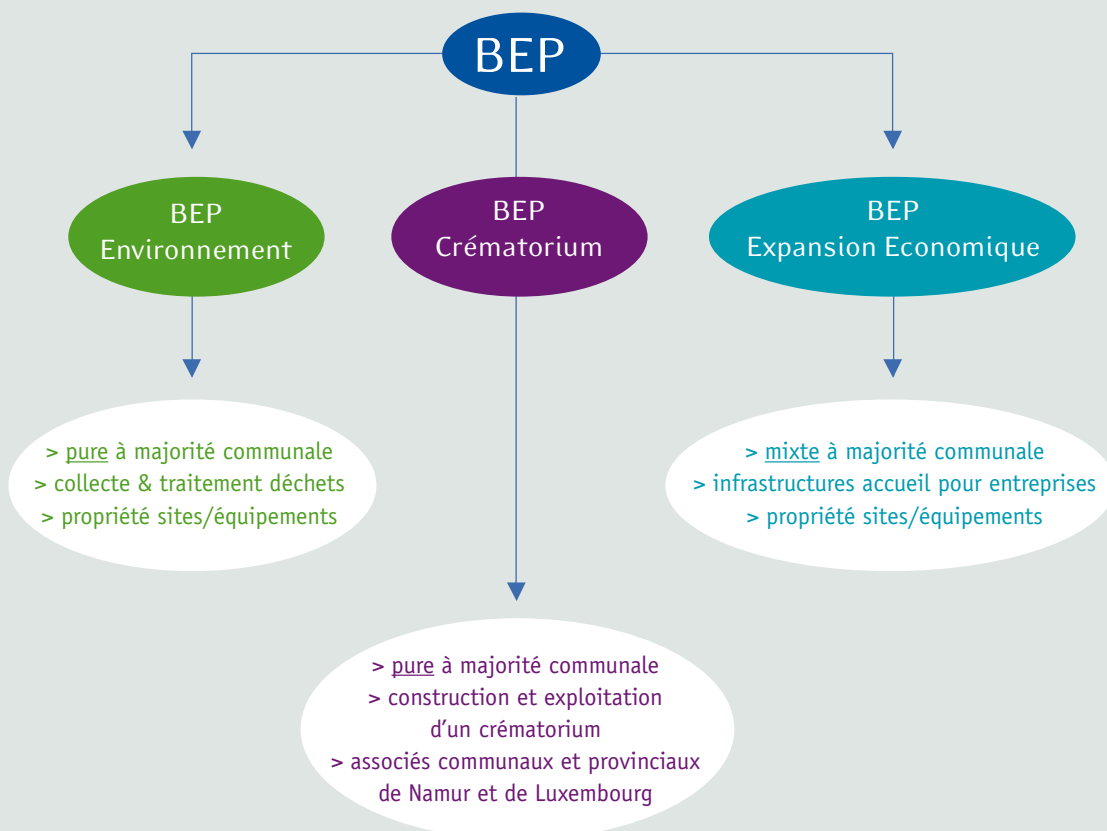 BEP
BEP
Environnement
BEP
Crématorium
BEP
Expansion Economique
> pure à majorité communale
> collecte & traitement déchets
> propriété sites/équipements
> mixte à majorité communale
> infrastructures accueil pour entreprises
> propriété sites/équipements
> pure à majorité communale
> construction et exploitation
d'un crématorium
> associés communaux et provinciaux
de Namur et de Luxembourg